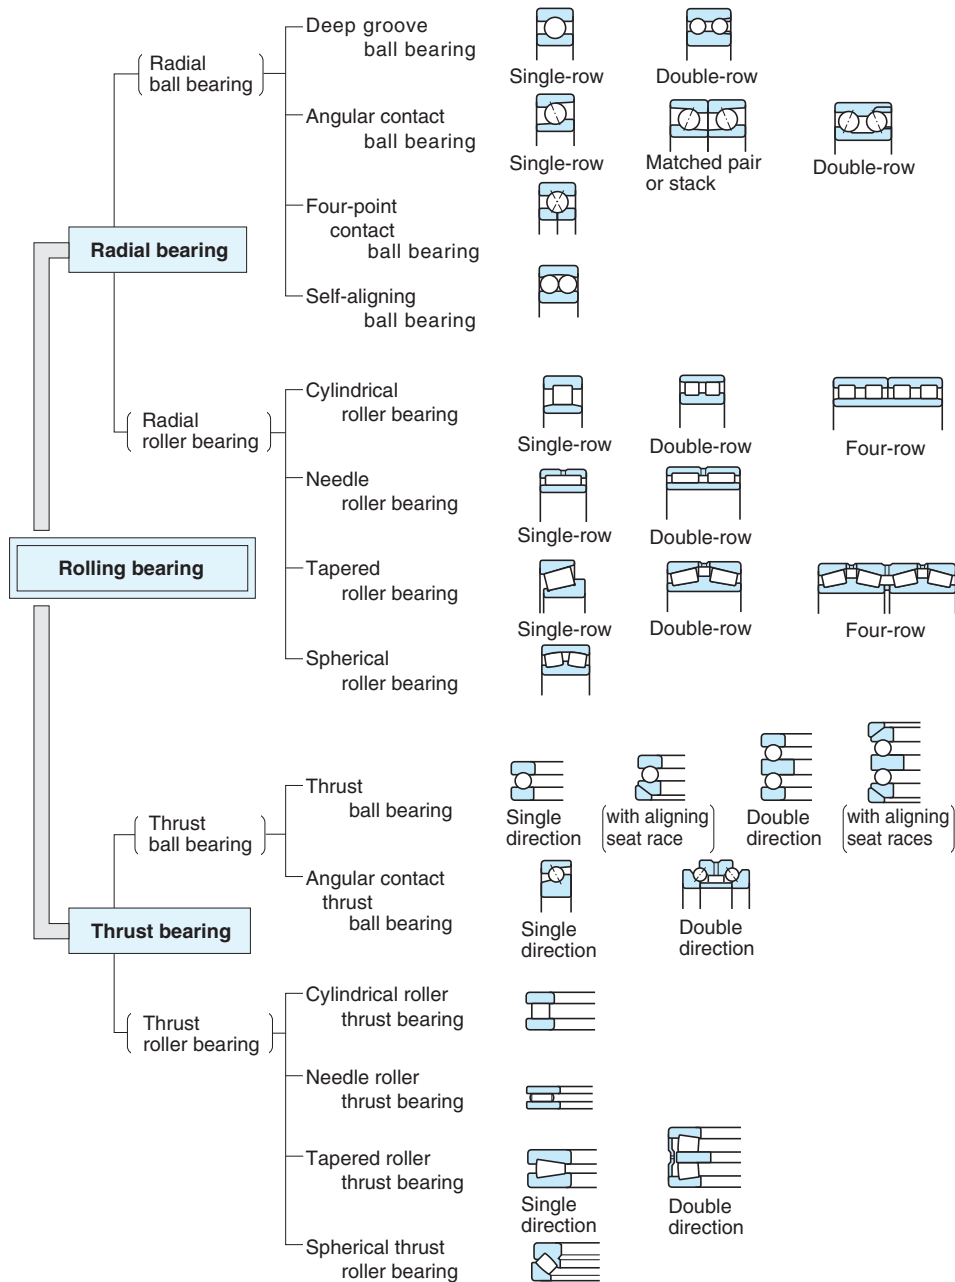 Deep groove
ball bearing
Single-row
Double-row
Radial
ball bearing
Angular contact
ball bearing
Single-row
Matched pair
or stack
Double-row
Four-point
contact
ball bearing
Radial bearing
Self-aligning
ball bearing
Cylindrical
roller bearing
Single-row
Double-row
Four-row
Radial
roller bearing
Needle
roller bearing
Single-row
Double-row
Rolling bearing
Tapered
roller bearing
Single-row
Double-row
Four-row
Spherical
roller bearing
Thrust
ball bearing
Single
direction
(with aligning
seat race)
Double
direction
(with aligning
seat races)
Thrust
ball bearing
Angular contact
thrust
ball bearing
Single
direction
Double
direction
Thrust bearing
Cylindrical roller
thrust bearing
Thrust
roller bearing
Needle roller
thrust bearing
Tapered roller
thrust bearing
Single
direction
Double
direction
Spherical thrust
roller bearing